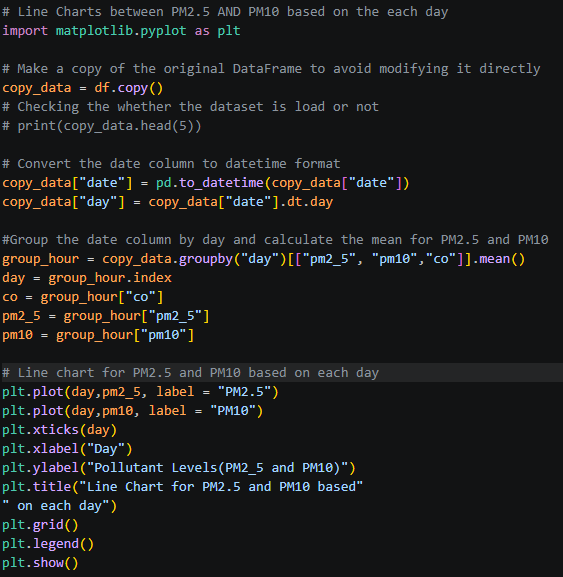 # Line Charts between PM2.5 AND PM10 based on the each day
import matplotlib.pyplot as plt
# Make a copy of the original DataFrame to avoid modifying it directly
copy_data = df.copy()
# Checking the whether the dataset is load or not
# print(copy_data.head(5))
# Convert the date column to datetime format
copy_data["date"] = pd.to_datetime(copy_data["date"])
copy_data["day"] = copy_data["date"].dt.day
#Group the date column by day and calculate the mean for PM2.5 and PM10
group_hour = copy_data.groupby("day")[["pm2_5", "pm10","co"]].mean()
day = group_hour.index
co = group_hour["co"]
pm2_5 = group_hour["pm2_5"]
pm10 = group_hour["pm10"]
# Line chart for PM2.5 and PM10 based on each day
plt.plot(day,pm2_5, label = "PM2.5")
plt.plot(day,pm10, label = "PM10")
plt.xticks(day)
plt.xlabel("Day")
plt.ylabel("Pollutant Levels(PM2_5 and PM10)")
plt.title("Line Chart for PM2.5 and PM10 based"
" on each day")
plt.grid()
plt.legend()
plt.show()